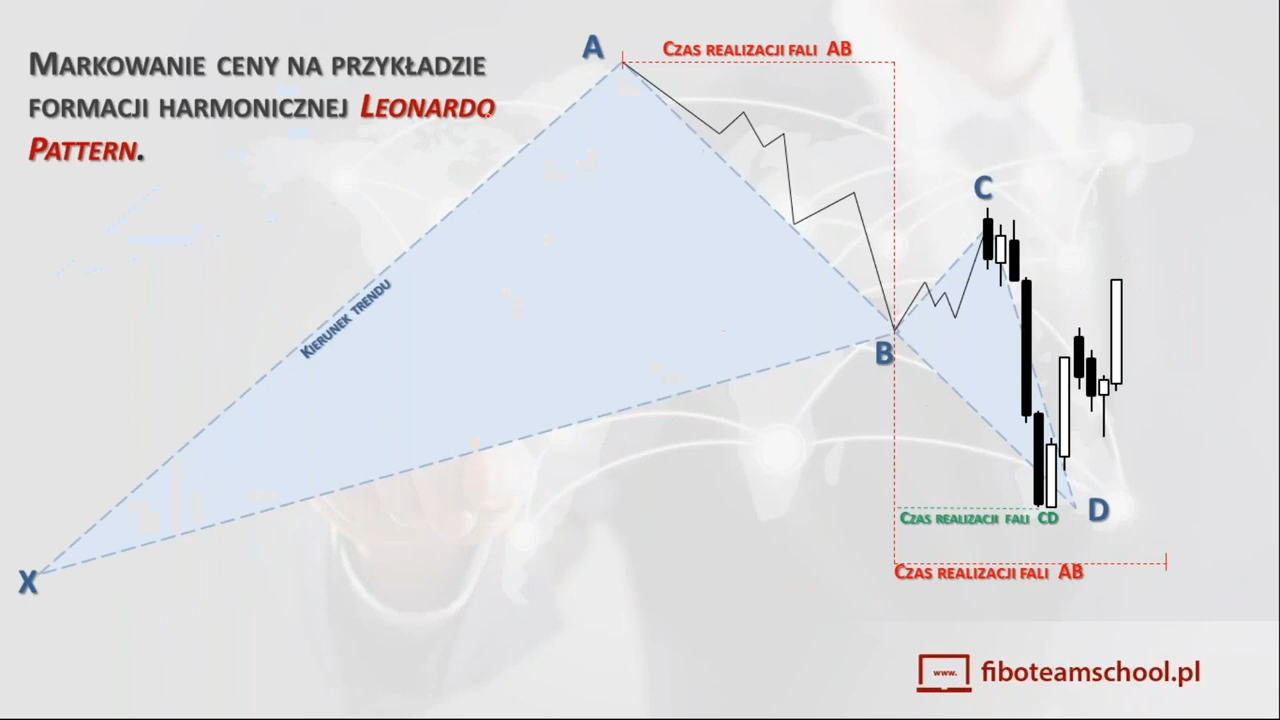 MARKOWANIE CENY NA PRZYKŁADZIE
FORMACJI HARMONICZNEJ LEONARDO
PATTERN.
A
CZAS REALIZACJI FALI AB
C
KIERUNEK TRENDU
B
D
CZAS REALIZACJI FALI CD
CZAS REALIZACJI FALI AB
X
www.
fiboteamschool.pl